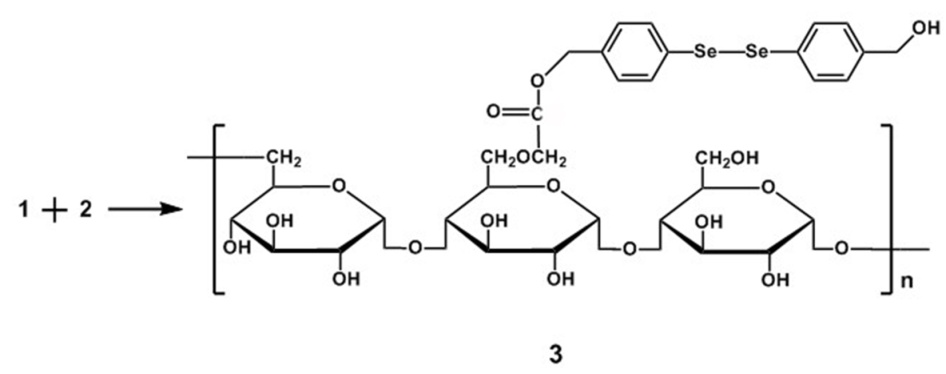 OH
Se Se
O
O C
CH₂ CH₂OCH₂ CH₂OH
O O O
1 + 2
OH OH OH
OH O O O
OH OH OH
n
3